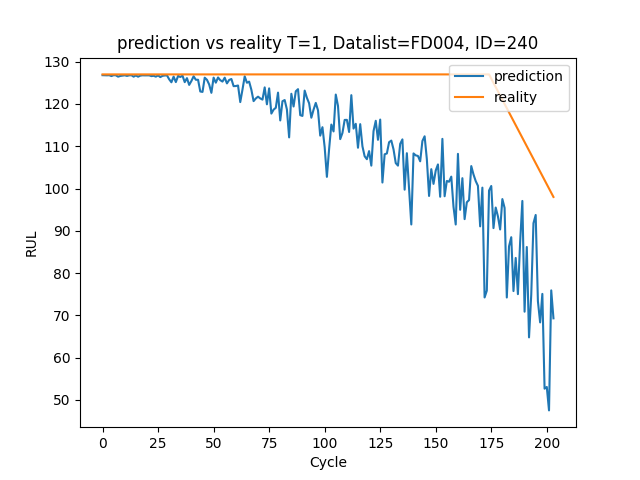 prediction vs reality T=1, Datalist=FD004, ID=240
prediction
reality
RUL
130
120
110
100
90
80
70
60
50
0 25 50 75 100 125 150 175 200
Cycle